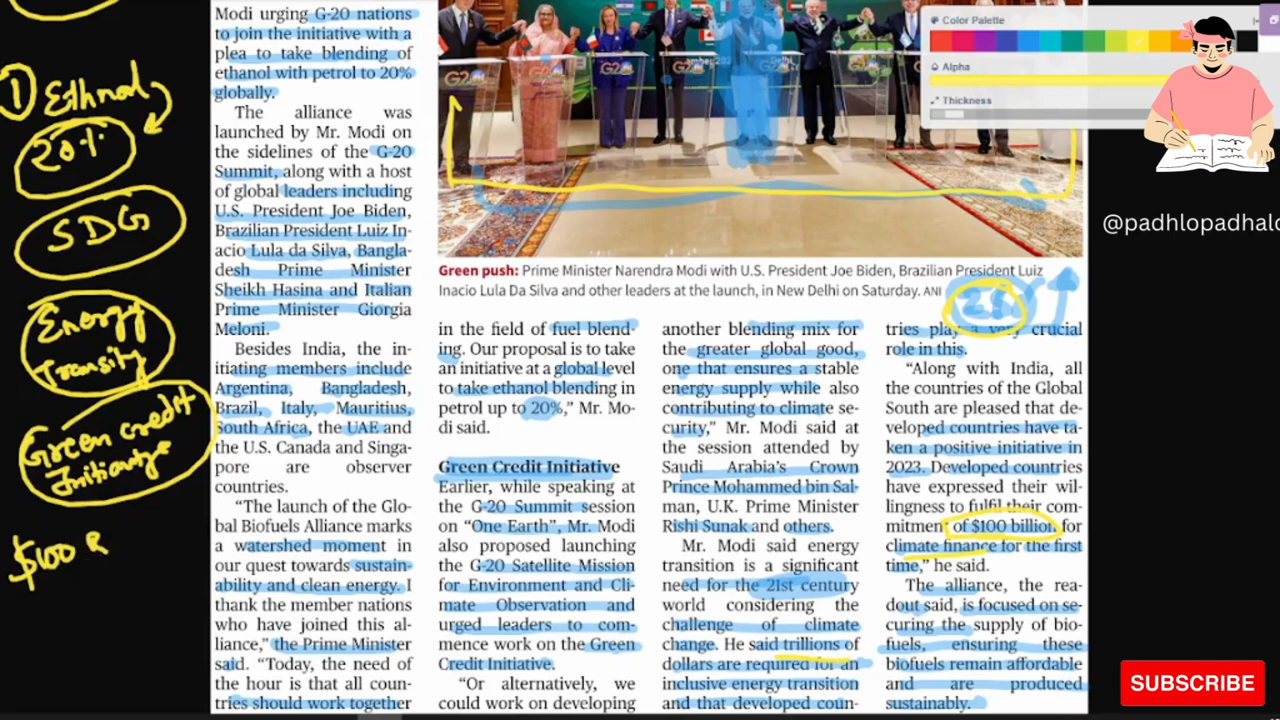 ① Ethnol
20%
SDG
Energy
Transity
Green credit
Initiative
$100 B
Modi urging G-20 nations
to join the initiative with a
plea to take blending of
ethanol with petrol to 20%
globally.
The alliance was
launched by Mr. Modi on
the sidelines of the G-20
Summit, along with a host
of global leaders including
U.S. President Joe Biden,
Brazilian President Luiz In-
acio Lula da Silva, Bangla-
desh Prime Minister
Sheikh Hasina and Italian
Prime Minister Giorgia
Meloni.
Besides India, the in-
itiating members include
Argentina, Bangladesh,
Brazil, Italy, Mauritius,
South Africa, the UAE and
the U.S. Canada and Singa-
pore are observer
countries.
“The launch of the Glo-
bal Biofuels Alliance marks
a watershed moment in
our quest towards sustain-
ability and clean energy. I
thank the member nations
who have joined this al-
liance,” the Prime Minister
said. “Today, the need of
the hour is that all coun-
tries should work together
G20
G20
G20
Green push: Prime Minister Narendra Modi with U.S. President Joe Biden, Brazilian President Luiz
Inacio Lula Da Silva and other leaders at the launch, in New Delhi on Saturday. ANI
in the field of fuel blend-
ing. Our proposal is to take
an initiative at a global level
to take ethanol blending in
petrol up to 20%,” Mr. Mo-
di said.
Green Credit Initiative
Earlier, while speaking at
the G-20 Summit session
on “One Earth”, Mr. Modi
also proposed launching
the G-20 Satellite Mission
for Environment and Cli-
mate Observation and
urged leaders to com-
mence work on the Green
Credit Initiative.
“Or alternatively, we
could work on developing
another blending mix for
the greater global good,
one that ensures a stable
energy supply while also
contributing to climate se-
curity,” Mr. Modi said at
the session attended by
Saudi Arabia’s Crown
Prince Mohammed bin Sal-
man, U.K. Prime Minister
Rishi Sunak and others.
Mr. Modi said energy
transition is a significant
need for the 21st century
world considering the
challenge of climate
change. He said trillions of
dollars are required for an
inclusive energy transition
and that developed coun-
tries play a very crucial
role in this.
“Along with India, all
the countries of the Global
South are pleased that de-
veloped countries have ta-
ken a positive initiative in
2023. Developed countries
have expressed their wil-
lingness to fulfil their com-
mitment of $100 billion for
climate finance for the first
time,” he said.
The alliance, the rea-
dout said, is focused on se-
curing the supply of bio-
fuels, ensuring these
biofuels remain affordable
and are produced
sustainably.
Color Palette
Alpha
Thickness
@padhlopadhalo
SUBSCRIBE